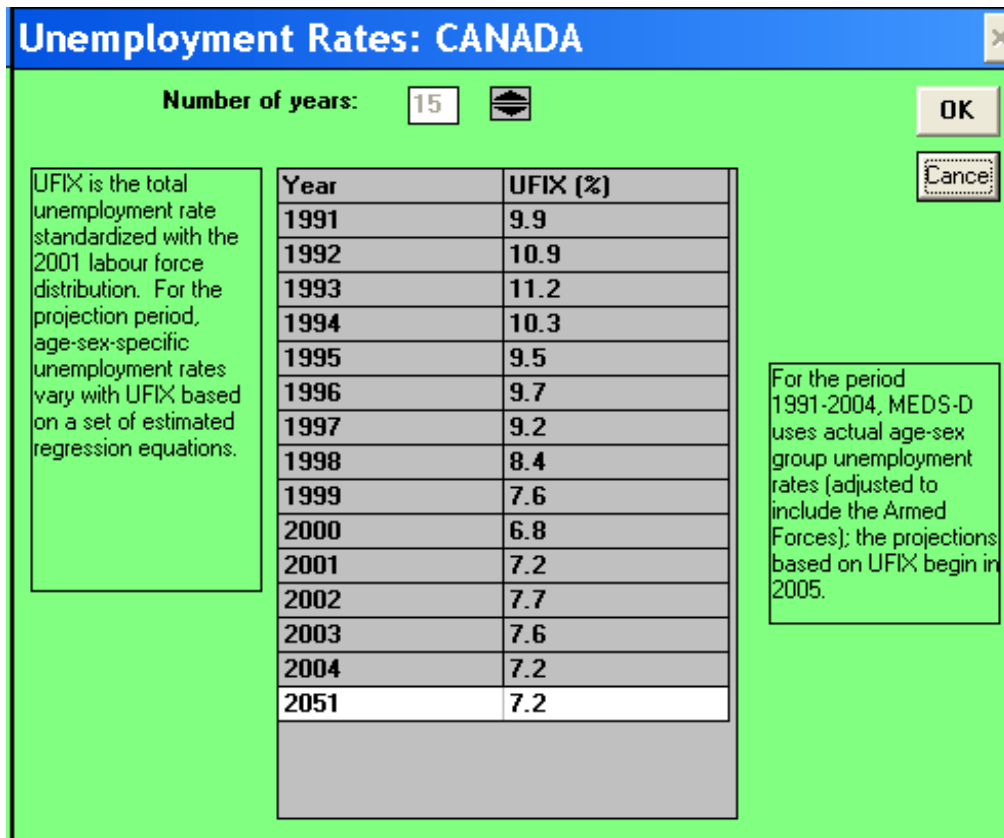 Unemployment Rates: CANADA
Number of years: 15
OK
Cance
UFIX is the total
unemployment rate
standardized with the
2001 labour force
distribution. For the
projection period,
age-sex-specific
unemployment rates
vary with UFIX based
on a set of estimated
regression equations.
Year UFIX (%)
1991 9.9
1992 10.9
1993 11.2
1994 10.3
1995 9.5
1996 9.7
1997 9.2
1998 8.4
1999 7.6
2000 6.8
2001 7.2
2002 7.7
2003 7.6
2004 7.2
2051 7.2
For the period
1991-2004, MEDS-D
uses actual age-sex
group unemployment
rates (adjusted to
include the Armed
Forces); the projections
based on UFIX begin in
2005.